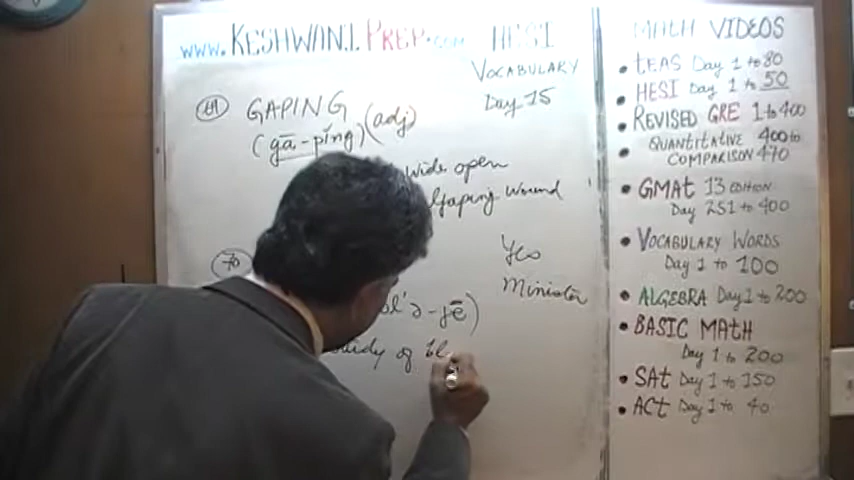 www.KESHWANIPREP.com HESI
VOCABULARY
Day 15
69 GAPING (adj)
(gā-pīng)
wide open
Gaping Wound
Yes
Minister
70
ol'ə-jē)
study of bl
MATH VIDEOS
• tEAS Day 1 to 80
• HESI Day 1 to 50
• REVISED GRE 1 to 400
• QUANTITATIVE 400 to
COMPARISON 470
• GMAt 13 EDITION
Day 251 to 400
• VOCABULARY WORDS
Day 1 to 100
• ALGEBRA Day 1 to 200
• BASIC MATH
Day 1 to 200
• SAt Day 1 to 150
• ACt Day 1 to 40